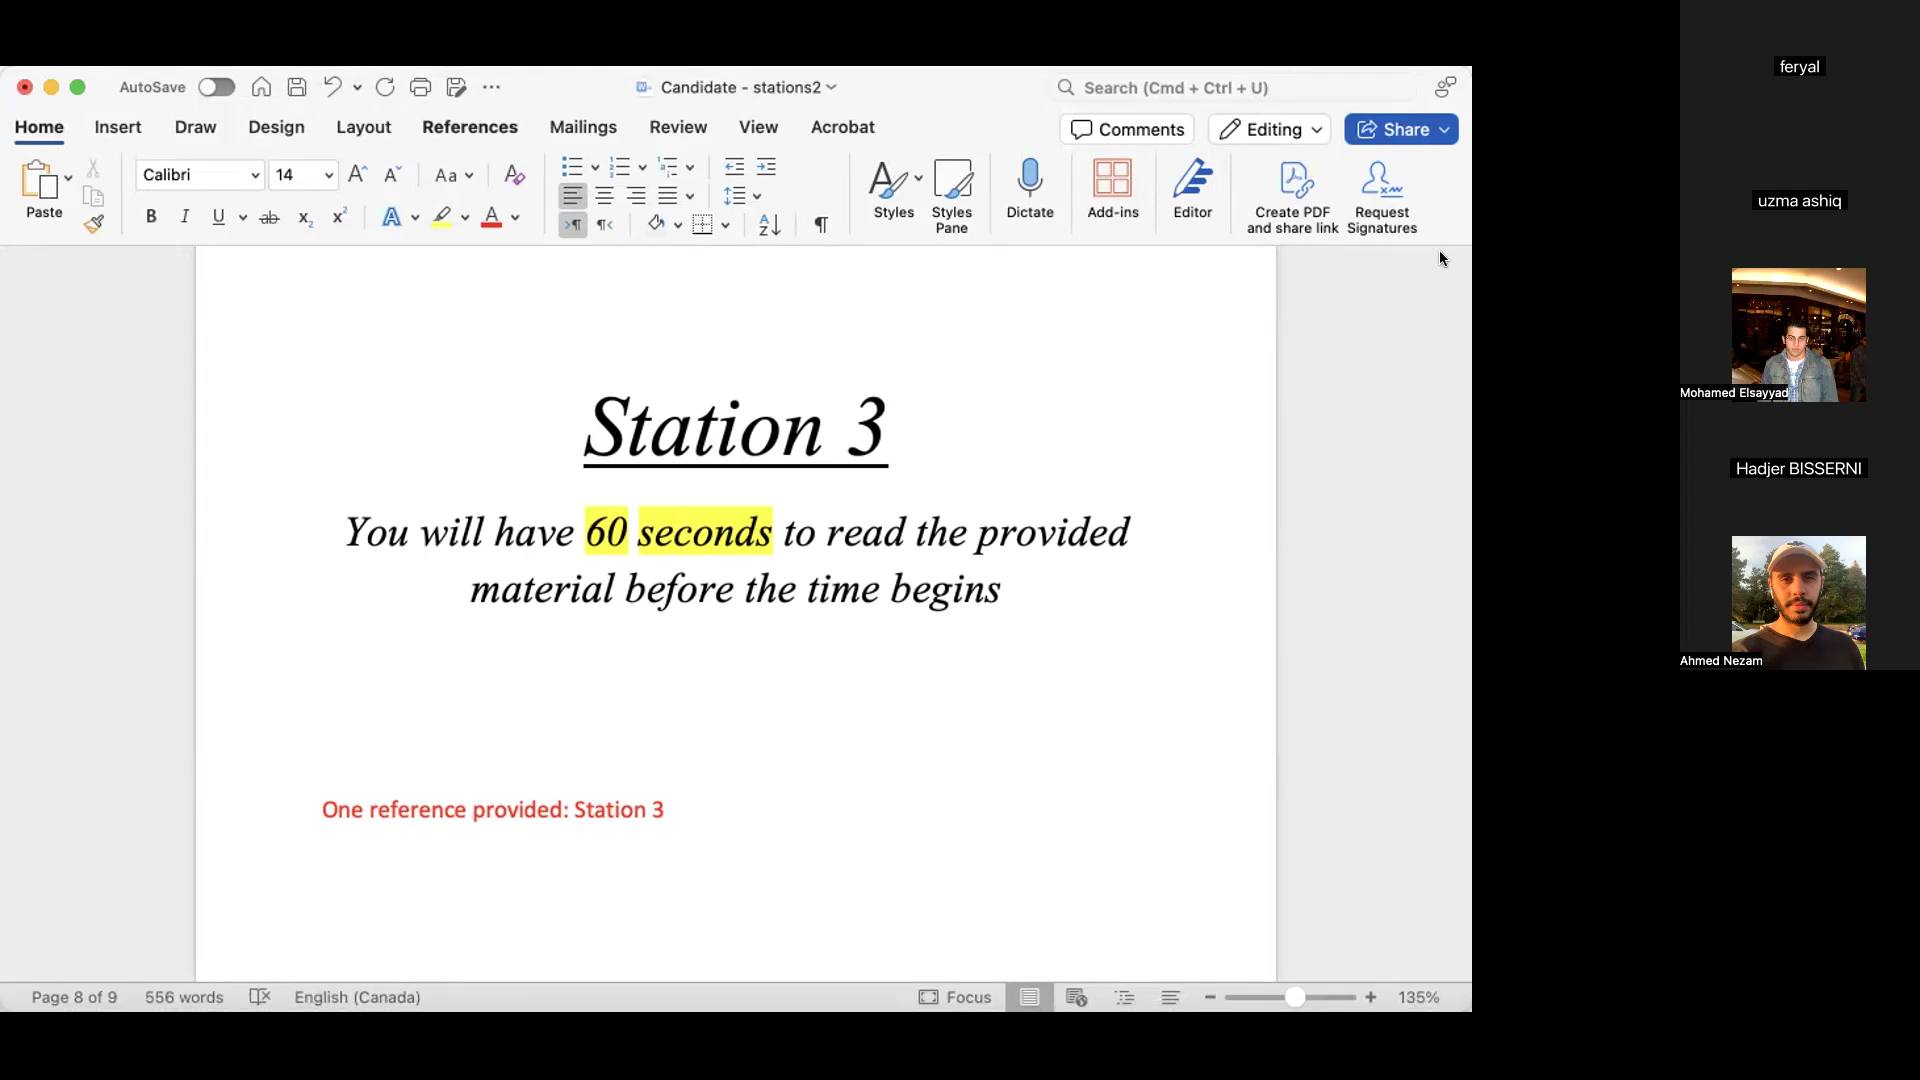 AutoSave
Candidate - stations2
Search (Cmd + Ctrl + U)
Home Insert Draw Design Layout References Mailings Review View Acrobat
Comments Editing Share
Paste
Calibri 14
Styles
Styles Pane
Dictate
Add-ins
Editor
Create PDF and share link
Request Signatures
Station 3
You will have 60 seconds to read the provided
material before the time begins
One reference provided: Station 3
Page 8 of 9 556 words English (Canada) Focus 135%
feryal
uzma ashiq
Mohamed Elsayyad
Hadjer BISSERNI
Ahmed Nezam